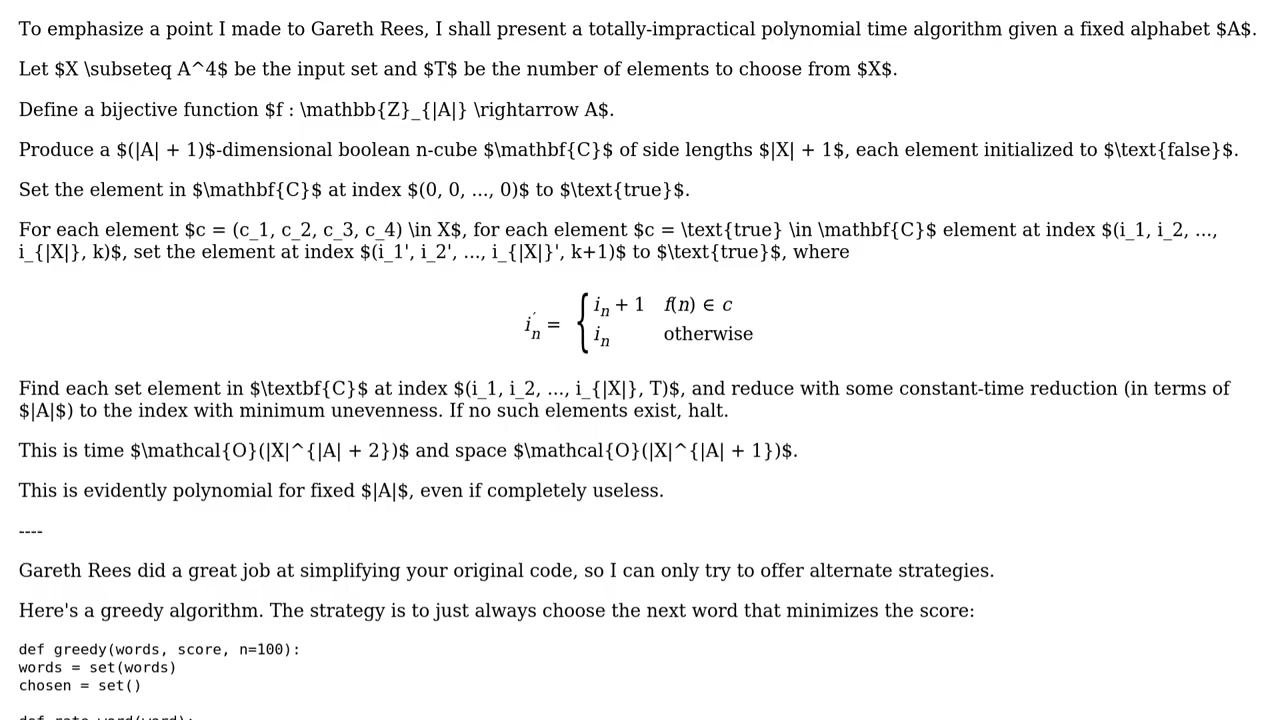 To emphasize a point I made to Gareth Rees, I shall present a totally-impractical polynomial time algorithm given a fixed alphabet $A$.
Let $X \subseteq A^4$ be the input set and $T$ be the number of elements to choose from $X$.
Define a bijective function $f : \mathbb{Z}_{|A|} \rightarrow A$.
Produce a $(|A| + 1)$-dimensional boolean n-cube $\mathbf{C}$ of side lengths $|X| + 1$, each element initialized to $\text{false}$.
Set the element in $\mathbf{C}$ at index $(0, 0, ..., 0)$ to $\text{true}$.
For each element $c = (c_1, c_2, c_3, c_4) \in X$, for each element $c = \text{true} \in \mathbf{C}$ element at index $(i_1, i_2, ...,
i_{|X|}, k)$, set the element at index $(i_1', i_2', ..., i_{|X|}', k+1)$ to $\text{true}$, where
i_n′ = { i_n + 1 f(n) ∈ c
i_n otherwise
Find each set element in $\textbf{C}$ at index $(i_1, i_2, ..., i_{|X|}, T)$, and reduce with some constant-time reduction (in terms of
$|A|$) to the index with minimum unevenness. If no such elements exist, halt.
This is time $\mathcal{O}(|X|^{|A| + 2})$ and space $\mathcal{O}(|X|^{|A| + 1})$.
This is evidently polynomial for fixed $|A|$, even if completely useless.
----
Gareth Rees did a great job at simplifying your original code, so I can only try to offer alternate strategies.
Here's a greedy algorithm. The strategy is to just always choose the next word that minimizes the score:
def greedy(words, score, n=100):
words = set(words)
chosen = set()
def rate_word(word):